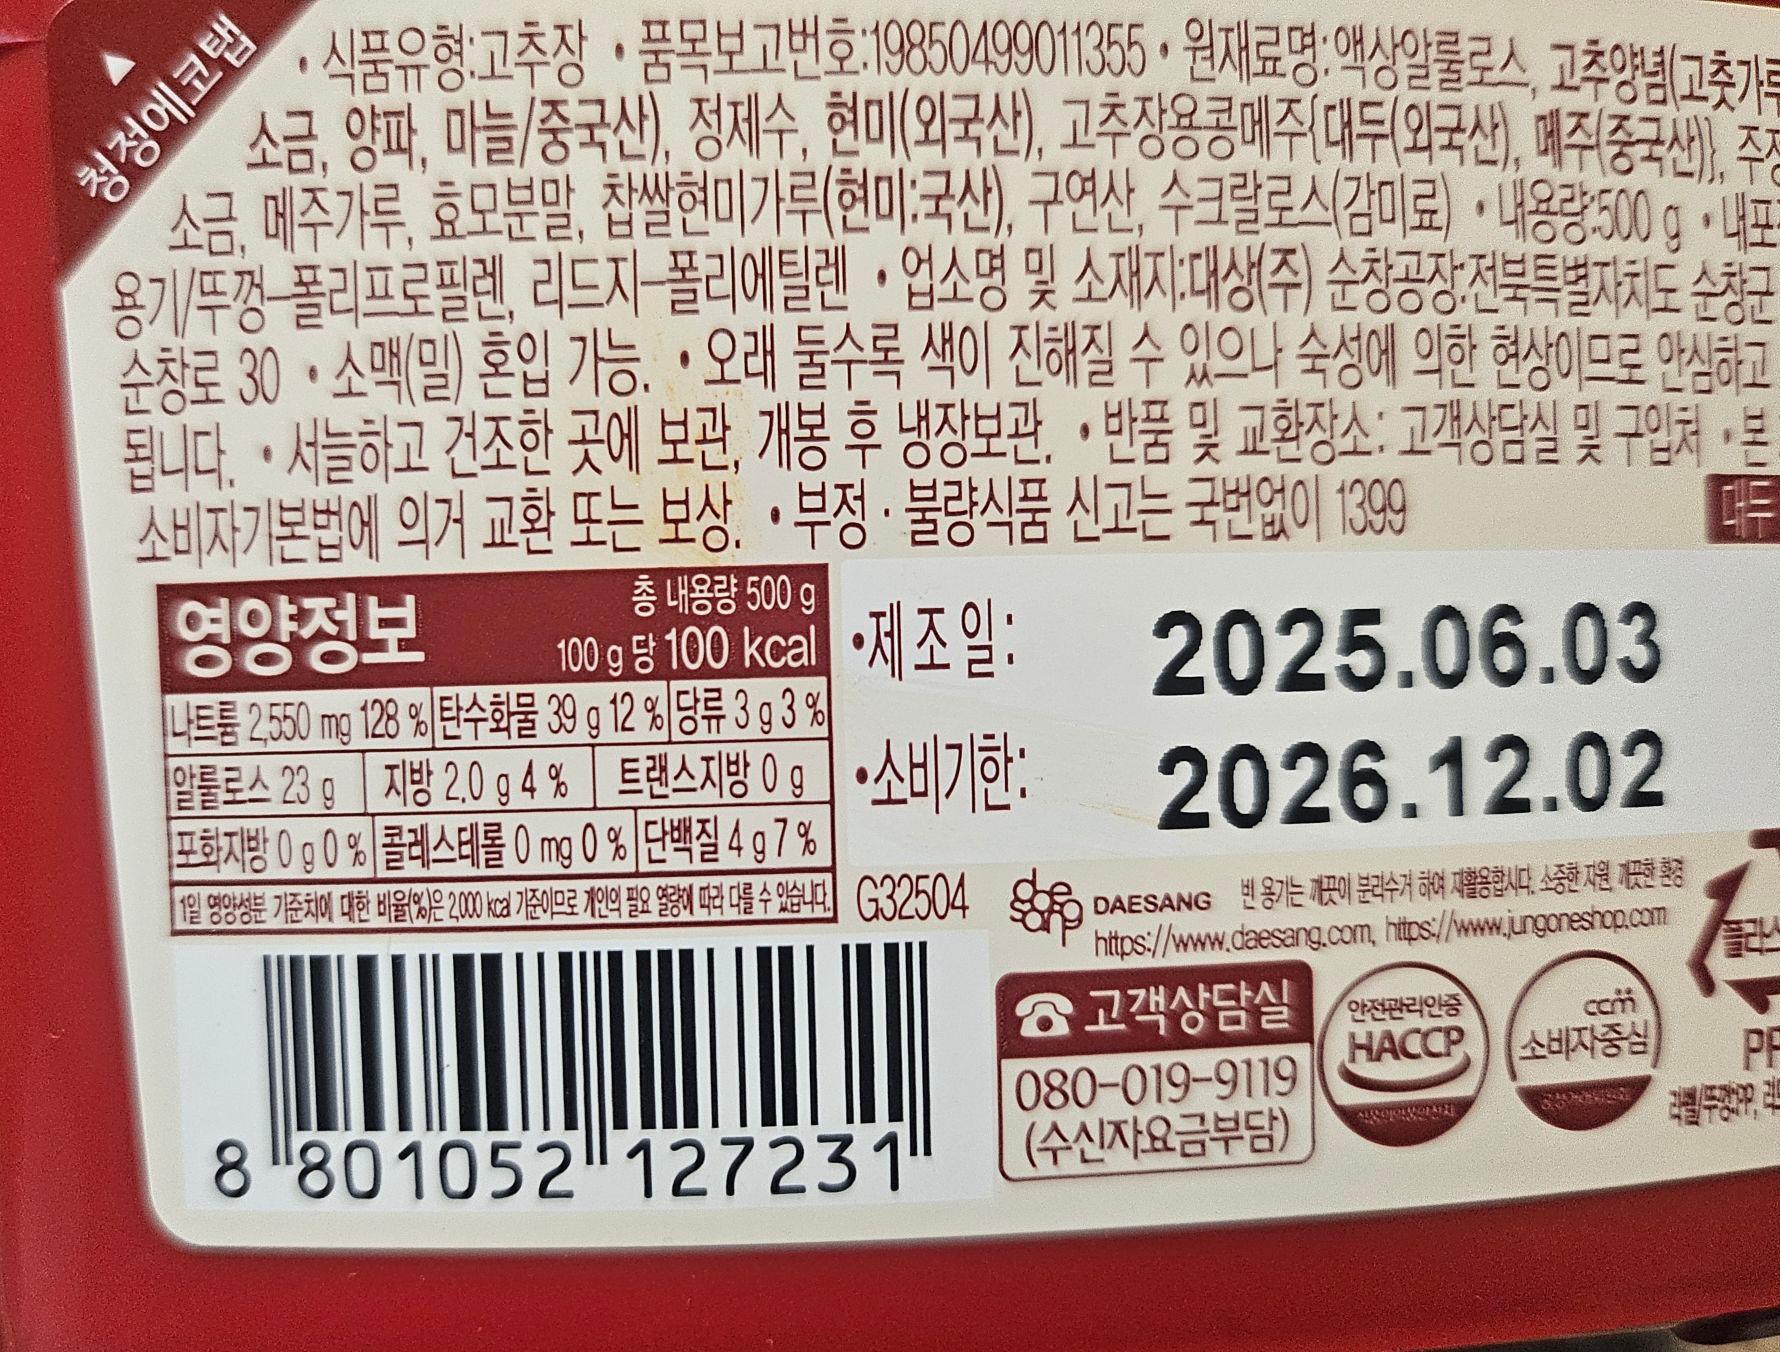 청정에코탭
• 식품유형:고추장 • 품목보고번호:19850499011355 • 원재료명:액상알룰로스, 고추양념(고춧가루
소금, 양파, 마늘/중국산), 정제수, 현미(외국산), 고추장용콩메주{대두(외국산), 메주(중국산)}, 주정
소금, 메주가루, 효모분말, 찹쌀현미가루(현미:국산), 구연산, 수크랄로스(감미료) • 내용량:500 g • 내포
용기/뚜껑-폴리프로필렌, 리드지-폴리에틸렌 • 업소명 및 소재지:대상(주) 순창공장:전북특별자치도 순창군
순창로 30 • 소맥(밀) 혼입 가능. • 오래 둘수록 색이 진해질 수 있으나 숙성에 의한 현상이므로 안심하고
됩니다. • 서늘하고 건조한 곳에 보관, 개봉 후 냉장보관. • 반품 및 교환장소: 고객상담실 및 구입처 • 본
소비자기본법에 의거 교환 또는 보상. • 부정 · 불량식품 신고는 국번없이 1399
대두
영양정보
총 내용량 500 g
100 g 당 100 kcal
나트륨 2,550 mg 128 % 탄수화물 39 g 12 % 당류 3 g 3 %
알룰로스 23 g 지방 2.0 g 4 % 트랜스지방 0 g
포화지방 0 g 0 % 콜레스테롤 0 mg 0 % 단백질 4 g 7 %
1일 영양성분 기준치에 대한 비율(%)은 2,000 kcal 기준이므로 개인의 필요 열량에 따라 다를 수 있습니다.
•제조일: 2025.06.03
•소비기한: 2026.12.02
G32504
DAESANG 빈 용기는 깨끗이 분리수거 하여 재활용합시다. 소중한 자원 깨끗한 환경
https://www.daesang.com, https://www.jungoneshop.com
고객상담실
080-019-9119
(수신자요금부담)
안전관리인증
HACCP
식품의약품안전처
ccm
소비자중심
공정거래위원회
플라스
PP
8 801052 127231